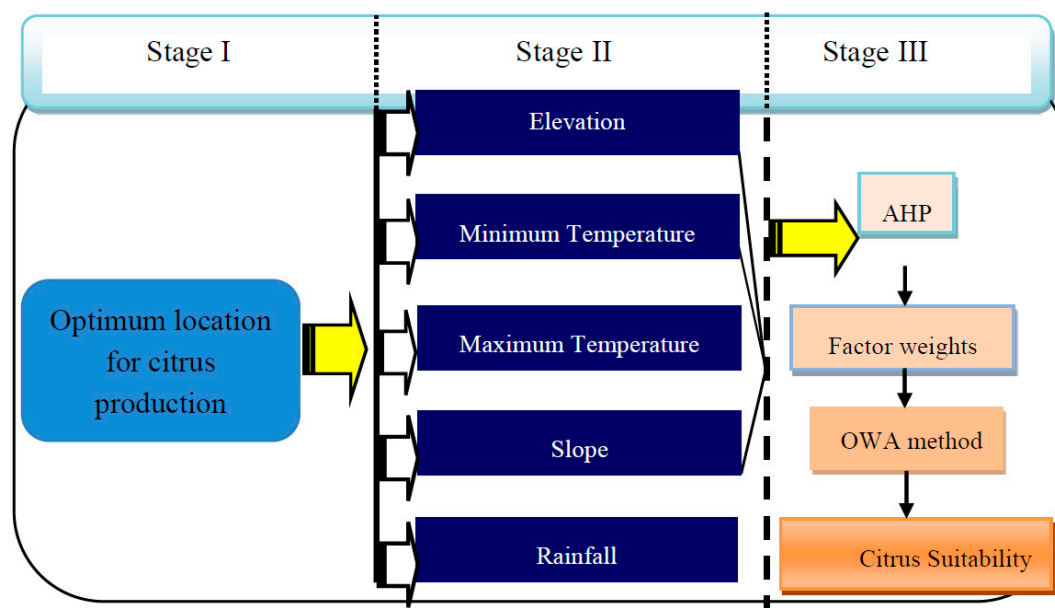 Stage I
Stage II
Stage III
Optimum location
for citrus
production
Elevation
Minimum Temperature
Maximum Temperature
Slope
Rainfall
AHP
Factor weights
OWA method
Citrus Suitability